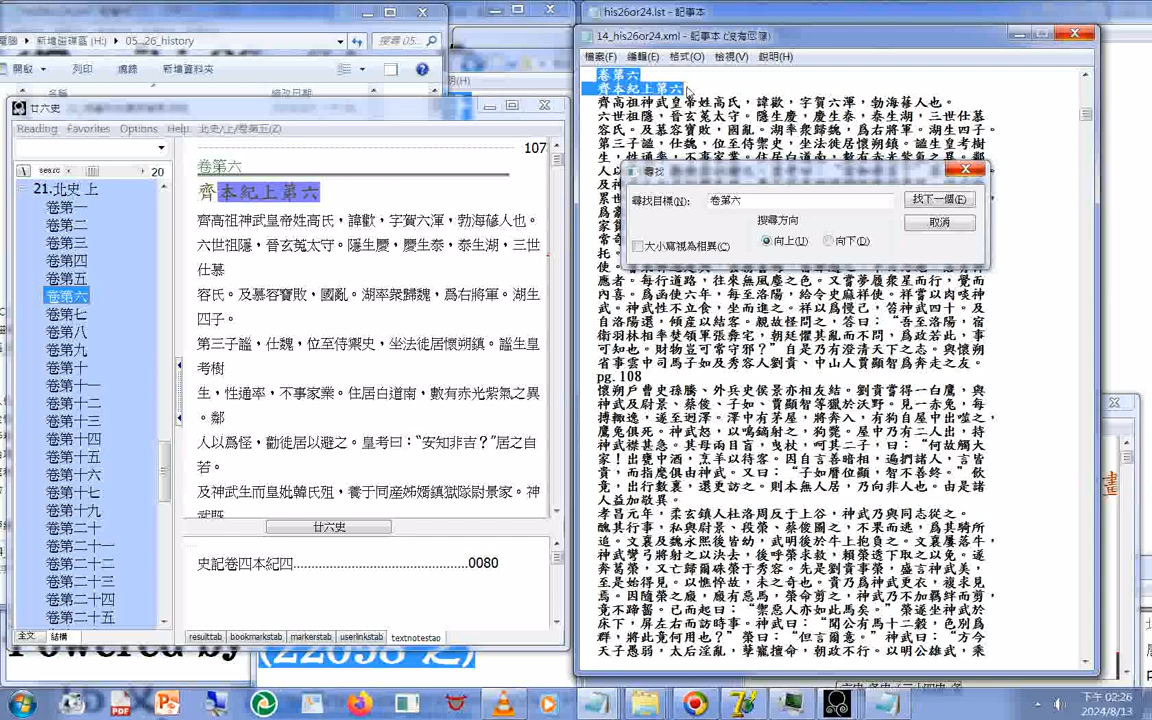 his26or24.lst - 記事本
14_his26or24.xml - 記事本 (沒有回應)
檔案(F) 編輯(E) 格式(O) 檢視(V) 說明(H)
新增磁碟區 (H:) 05..._26_history
搜尋 05...
開啟 列印 燒錄 新增資料夾
廿六史
Reading Favorites Options Help 北史/上/卷第五(Z)
searc 20
21.北史 上
卷第一
卷第二
卷第三
卷第四
卷第五
卷第六
卷第七
卷第八
卷第九
卷第十
卷第十一
卷第十二
卷第十三
卷第十四
卷第十五
卷第十六
卷第十七
卷第十九
卷第二十
卷第二十一
卷第二十二
卷第二十三
卷第二十四
卷第二十五
全文 結構
107
卷第六
齊本紀上第六
齊高祖神武皇帝姓高氏，諱歡，字賀六渾，勃海蓚人也。
六世祖隱，晉玄菟太守。隱生慶，慶生泰，泰生湖，三世
仕慕
容氏。及慕容寶敗，國亂。湖率衆歸魏，爲右將軍。湖生
四子。
第三子謐，仕魏，位至侍禦史，坐法徙居懷朔鎮。謐生皇
考樹
生，性通率，不事家業。住居白道南，數有赤光紫氣之異
。鄰
人以爲怪，勸徙居以避之。皇考曰：“安知非吉？”居之自
若。
及神武生而皇妣韓氏殂，養于同産姊婿鎮獄隊尉景家。神
武既
廿六史
史記卷四本紀四............................................0080
resulttab bookmarkstab markerstab userlinkstab textnotestao
卷第六
齊本紀上第六
齊高祖神武皇帝姓高氏，諱歡，字賀六渾，勃海蓚人也。
六世祖隱，晉玄菟太守。隱生慶，慶生泰，泰生湖，三世仕慕
容氏。及慕容寶敗，國亂。湖率衆歸魏，爲右將軍。湖生四子。
第三子謐，仕魏，位至侍禦史，坐法徙居懷朔鎮。謐生皇考樹
尋找
尋找目標(N): 卷第六 找下一個(F)
搜尋方向
向上(U) 向下(D)
大小寫視為相異(C)
取消
應者。每行道路，往來無風塵之色。又嘗夢履衆星而行，覺而
內喜。爲函使六年，每至洛陽，給令史麻祥使。祥嘗以肉啖神
武。神武性不立食，坐而進之。祥以爲慢己，笞神武四十。及
自洛陽還，傾産以結客。親故怪問之，答曰：“吾至洛陽，宿
衛羽林相率焚領軍張彝宅，朝廷懼其亂而不問，爲政若此，事
可知也。財物豈可常守邪？”自是乃有澄清天下之志。與懷朔
省事雲中司馬子如及秀容人劉貴、中山人賈顯智爲奔走之友。
pg. 108
懷朔戶曹史孫騰、外兵史侯景亦相友結。劉貴嘗得一白鷹，與
神武及尉景、蔡俊、子如、賈顯智等獵於沃野。見一赤兔，每
搏輒逸，遂至迥澤。澤中有茅屋，將奔入，有狗自屋中出噬之，
鷹兔俱死。神武怒，以鳴鏑射之，狗斃。屋中乃有二人出，持
神武襟甚急。其母兩目盲，曳杖，呵其二子，曰：“何故觸大
家！出甕中酒，烹羊以待客。因自言善暗相，遍捫諸人，言皆
貴，而指麾俱由神武。又曰：“子如曆位顯，智不善終。”飲
竟，出行數裏，還更訪之。則本無人居，乃向非人也。由是諸
人益加敬異。
孝昌元年，柔玄鎮人杜洛周反于上谷，神武乃與同志從之。
醜其行事，私與尉景、段榮、蔡俊圖之，不果而逃，爲其騎所
追。文襄及魏永熙後皆幼，武明後於牛上抱負之。文襄屢落牛，
神武彎弓將射之以決去，後呼榮求救，賴榮透下取之以免。遂
奔葛榮，又亡歸爾硃榮于秀容。先是劉貴事榮，盛言神武美，
至是始得見。以憔悴故，未之奇也。貴乃爲神武更衣，複求見
焉。因隨榮之廄，廄有惡馬，榮命剪之，神武乃不加羈絆而剪，
竟不蹄齧。已而起曰：“禦惡人亦如此馬矣。”榮遂坐神武於
床下，屏左右而訪時事。神武曰：“聞公有馬十二穀，色別爲
群，將此竟何用也？”榮曰：“但言爾意。”神武曰：“方今
天子愚弱，太后淫亂，孽寵擅命，朝政不行。以明公雄武，乘
下午 02:26
2024/8/13